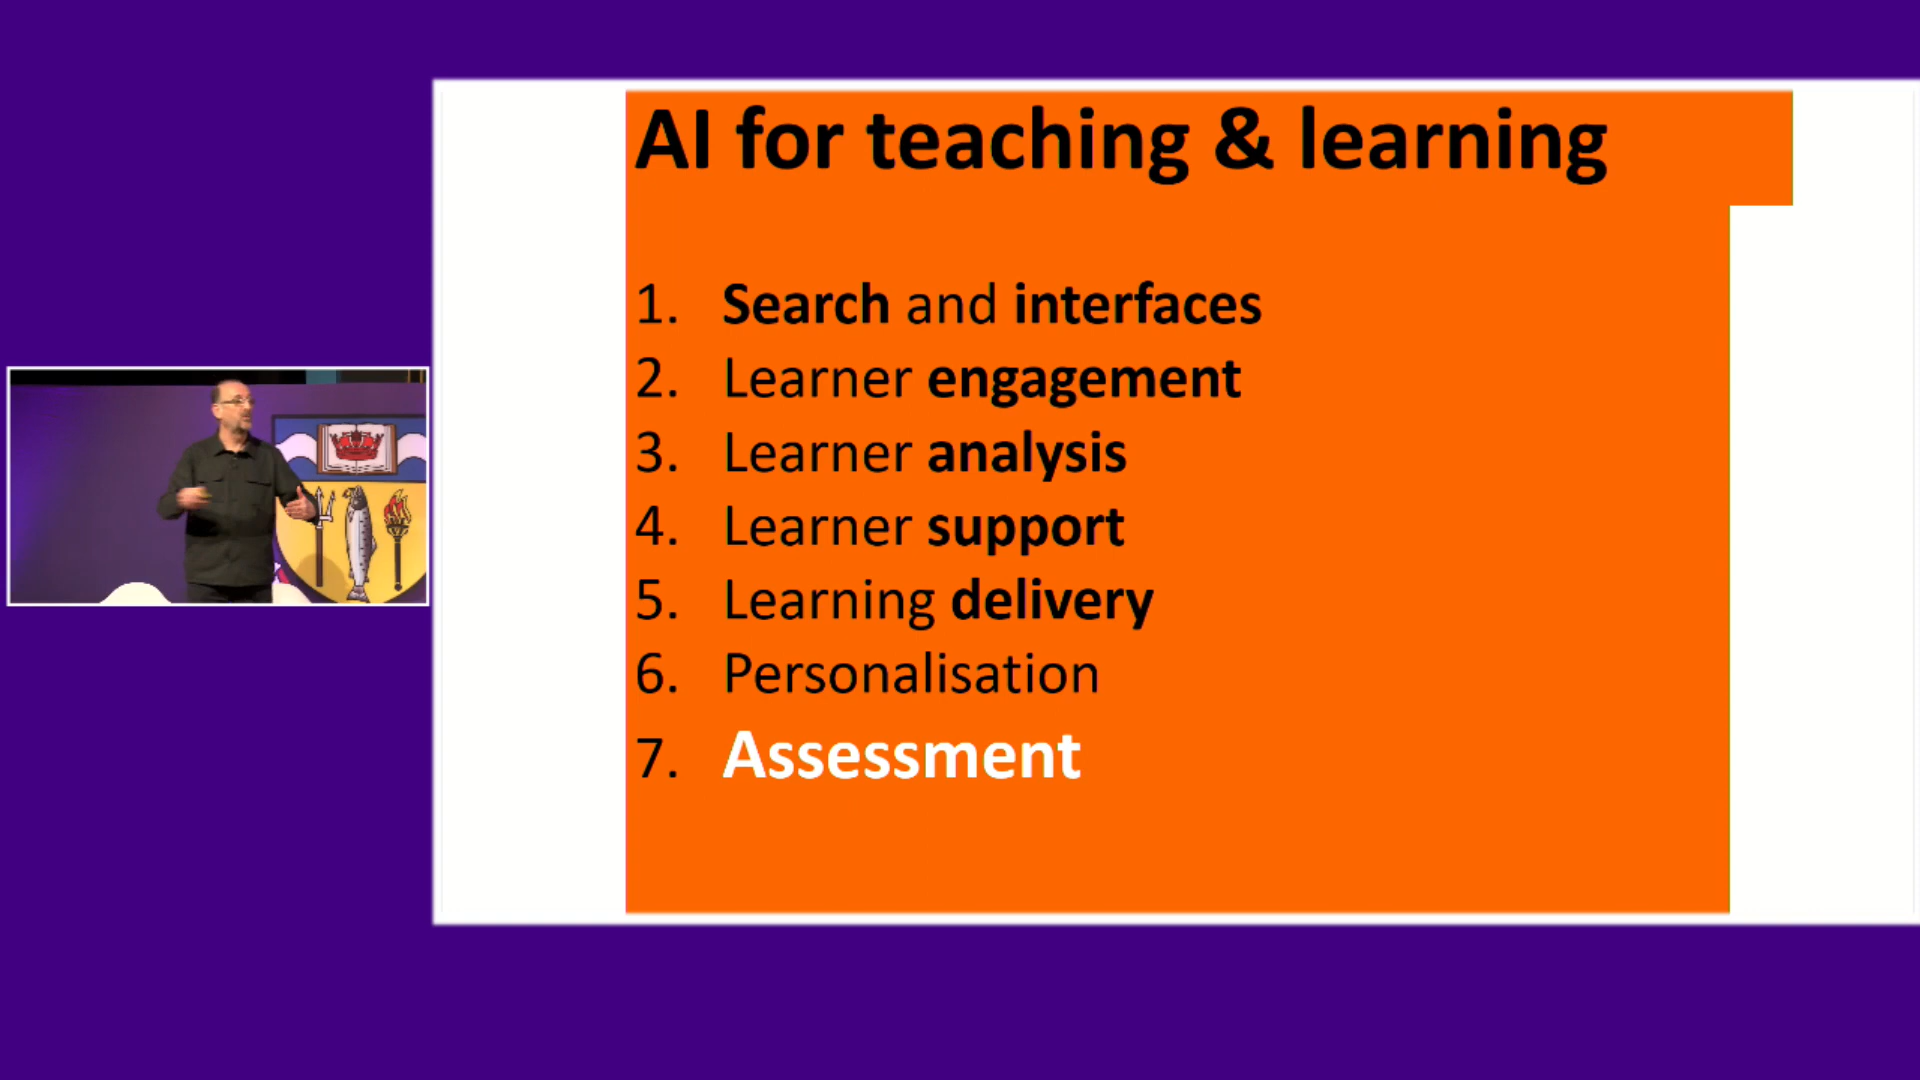 AI for teaching & learning
1. Search and interfaces
2. Learner engagement
3. Learner analysis
4. Learner support
5. Learning delivery
6. Personalisation
7. Assessment